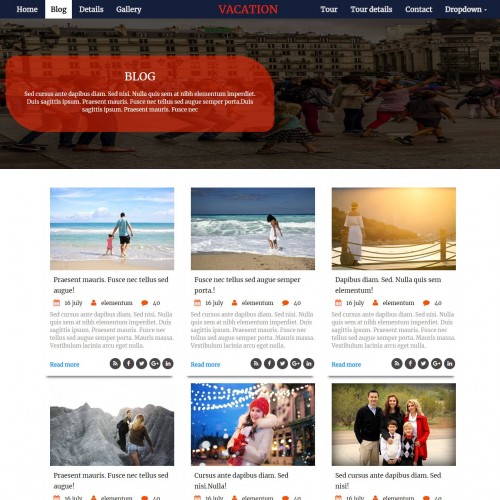 Home Blog Details Gallery VACATION Tour Tour details Contact Dropdown
BLOG
Sed cursus ante dapibus diam. Sed nisi. Nulla quis sem at nibh elementum imperdiet.
Duis sagittis ipsum. Praesent mauris. Fusce nec tellus sed augue semper porta.Duis
sagittis ipsum. Praesent mauris. Fusce nec
Praesent mauris. Fusce nec tellus sed
augue!
16 july elementum 40
Sed cursus ante dapibus diam. Sed nisi. Nulla
quis sem at nibh elementum imperdiet. Duis
sagittis ipsum. Praesent mauris. Fusce nec
tellus sed augue semper porta. Mauris massa.
Vestibulum lacinia arcu eget nulla.
Read more
Fusce nec tellus sed augue semper
porta.!
16 july elementum 40
Sed cursus ante dapibus diam. Sed nisi. Nulla
quis sem at nibh elementum imperdiet. Duis
sagittis ipsum. Praesent mauris. Fusce nec
tellus sed augue semper porta. Mauris massa.
Vestibulum lacinia arcu eget nulla.
Read more
Dapibus diam. Sed. Nulla quis sem
elementum!
16 july elementum 40
Sed cursus ante dapibus diam. Sed nisi. Nulla
quis sem at nibh elementum imperdiet. Duis
sagittis ipsum. Praesent mauris. Fusce nec
tellus sed augue semper porta. Mauris massa.
Vestibulum lacinia arcu eget nulla.
Read more
Praesent mauris. Fusce nec tellus sed
augue!
16 july elementum 40
Cursus ante dapibus diam. Sed
nisi.Nulla!
16 july elementum 40
Sed cursus ante dapibus diam. Sed
nisi!
16 july elementum 40